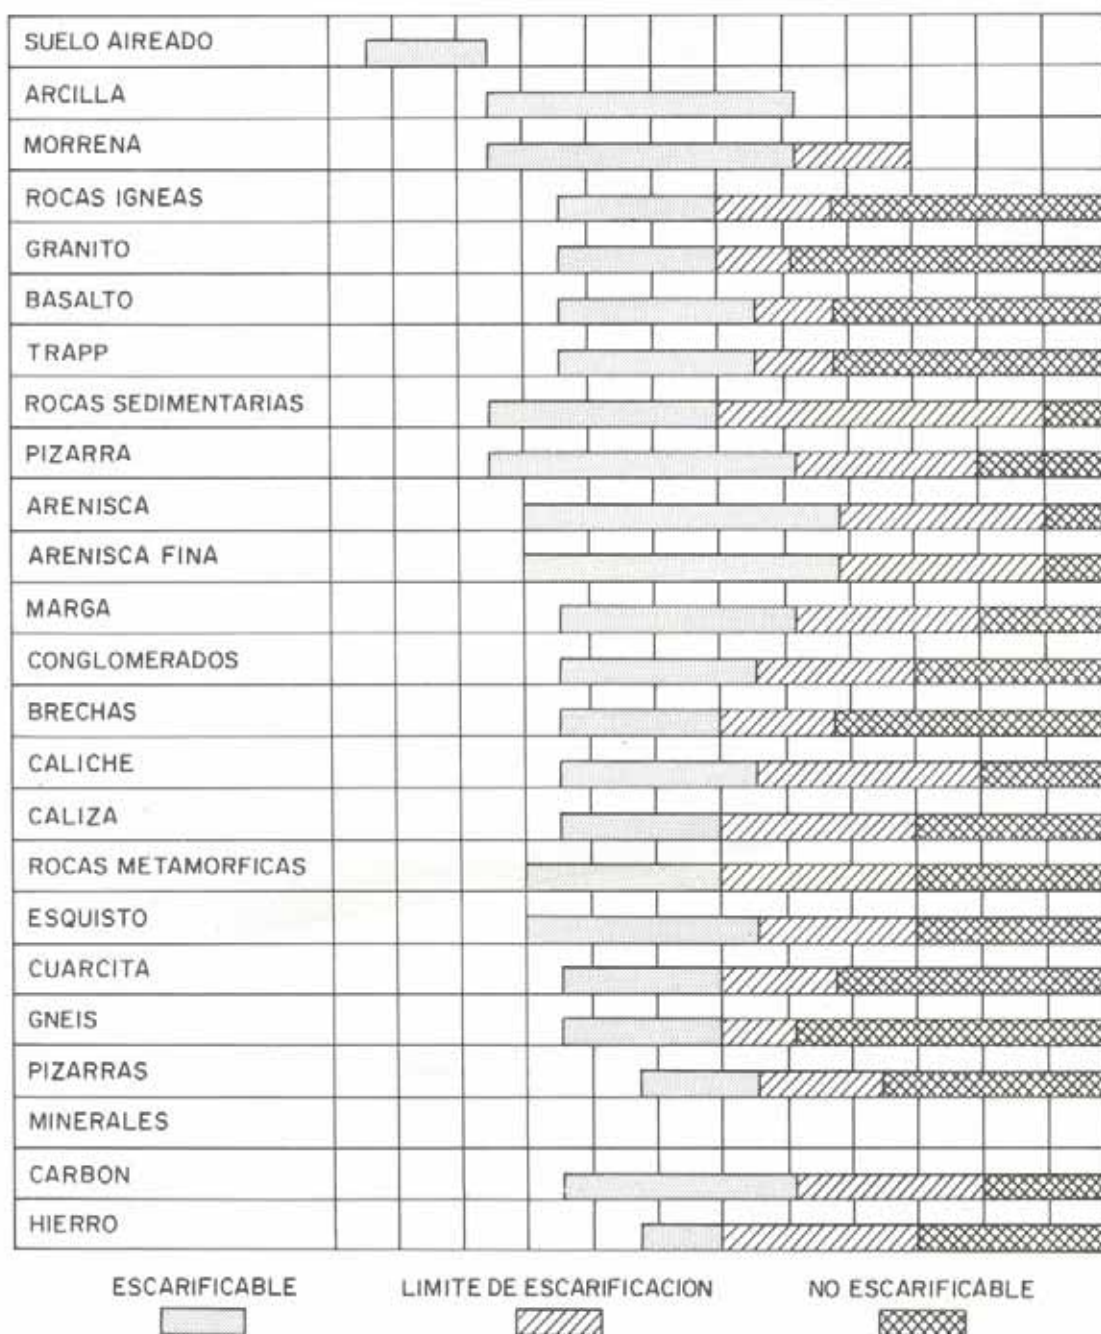 SUELO AIREADO
ARCILLA
MORRENA
ROCAS IGNEAS
GRANITO
BASALTO
TRAPP
ROCAS SEDIMENTARIAS
PIZARRA
ARENISCA
ARENISCA FINA
MARGA
CONGLOMERADOS
BRECHAS
CALICHE
CALIZA
ROCAS METAMORFICAS
ESQUISTO
CUARCITA
GNEIS
PIZARRAS
MINERALES
CARBON
HIERRO
ESCARIFICABLE LIMITE DE ESCARIFICACION NO ESCARIFICABLE